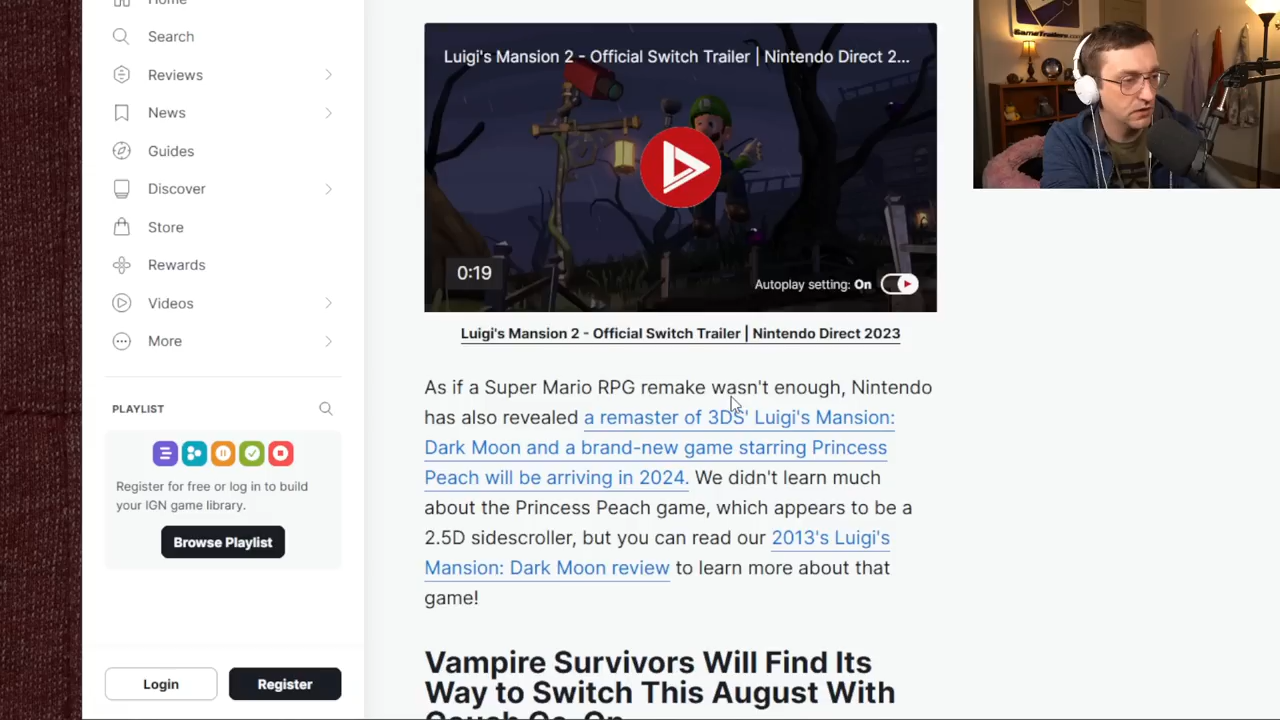 Home
Search
Reviews
News
Guides
Discover
Store
Rewards
Videos
More
PLAYLIST
Register for free or log in to build
your IGN game library.
Browse Playlist
Login
Register
Luigi's Mansion 2 - Official Switch Trailer | Nintendo Direct 2...
0:19
Autoplay setting: On
Luigi's Mansion 2 - Official Switch Trailer | Nintendo Direct 2023
As if a Super Mario RPG remake wasn't enough, Nintendo
has also revealed a remaster of 3DS' Luigi's Mansion:
Dark Moon and a brand-new game starring Princess
Peach will be arriving in 2024. We didn't learn much
about the Princess Peach game, which appears to be a
2.5D sidescroller, but you can read our 2013's Luigi's
Mansion: Dark Moon review to learn more about that
game!
Vampire Survivors Will Find Its
Way to Switch This August With
Couch Co-Op